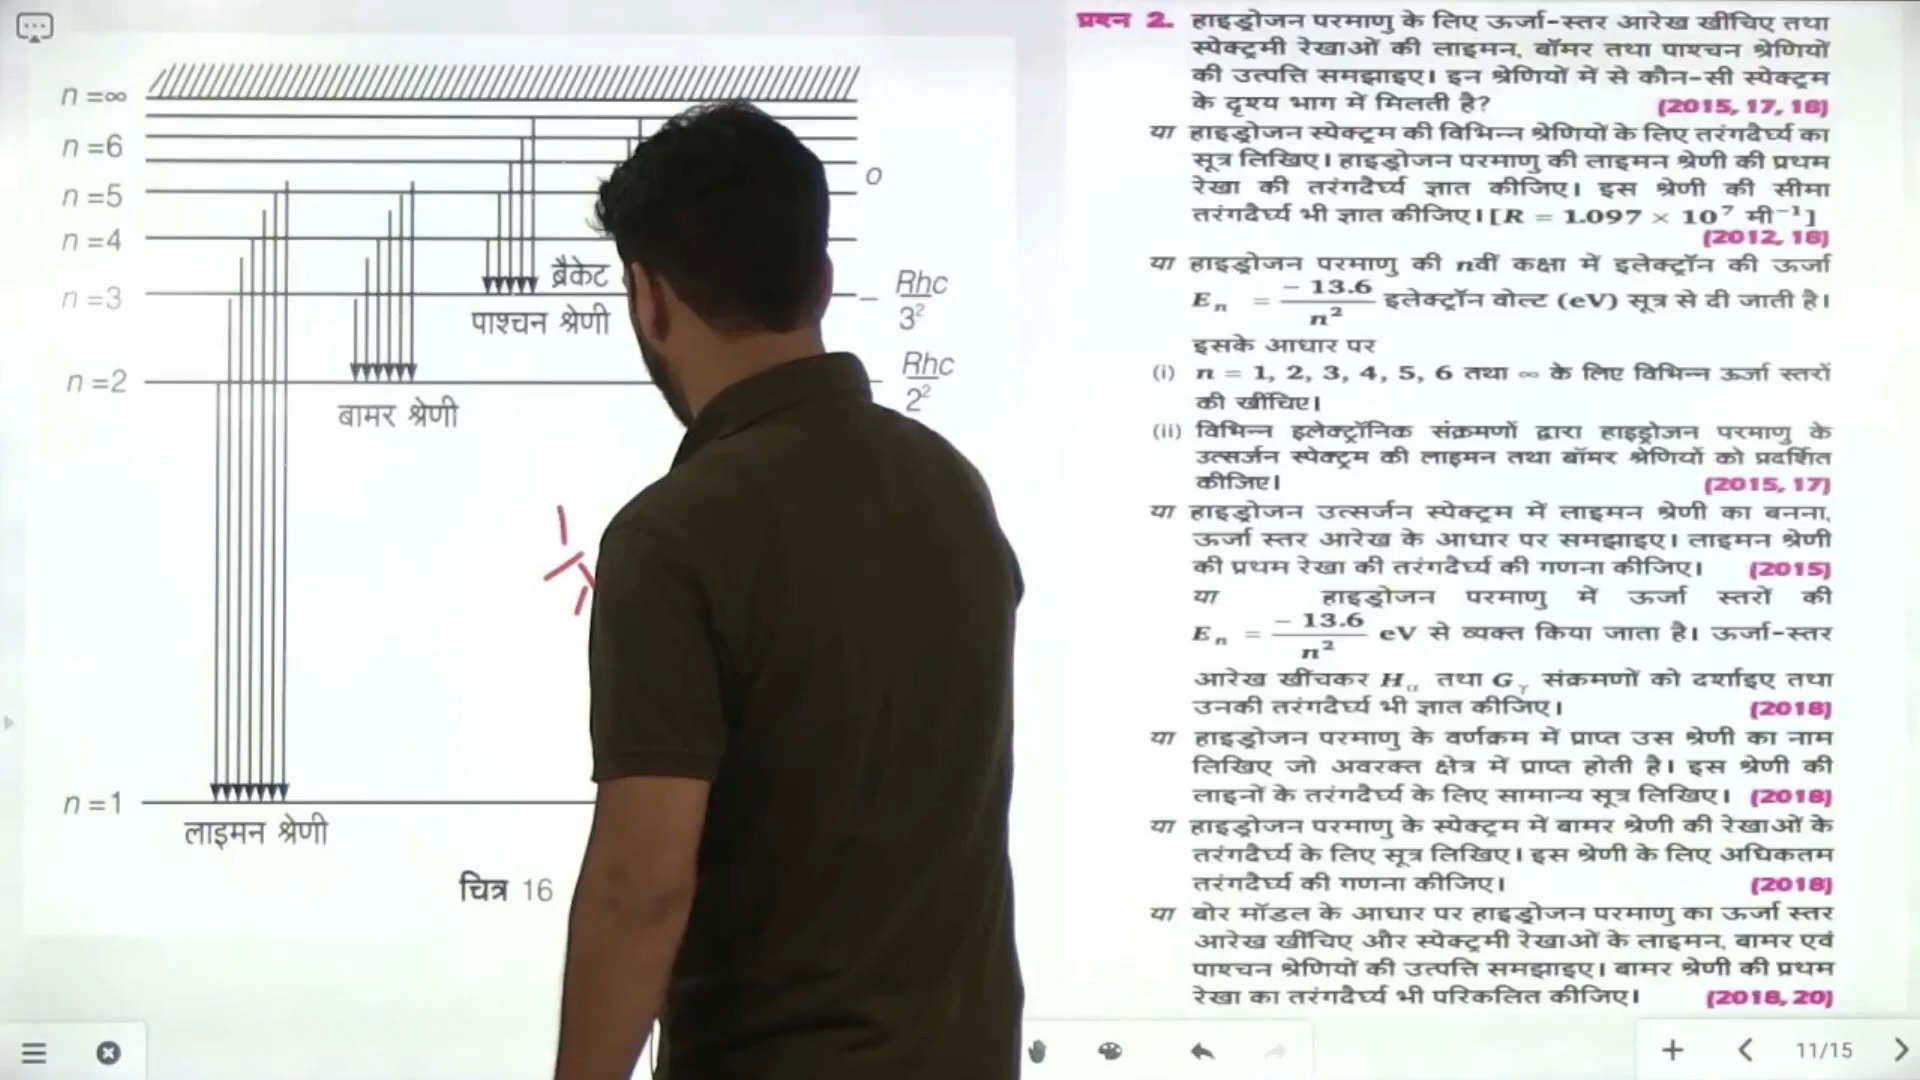 n =∞
n =6
n =5
n =4
n =3
n =2
n =1
o
ब्रैकेट
पाश्चन श्रेणी
– Rhc
3²
Rhc
2²
बामर श्रेणी
लाइमन श्रेणी
चित्र 16
1
प्रश्न 2. हाइड्रोजन परमाणु के लिए ऊर्जा-स्तर आरेख खींचिए तथा
स्पेक्ट्रमी रेखाओं की लाइमन, बॉमर तथा पाश्चन श्रेणियों
की उत्पत्ति समझाइए। इन श्रेणियों में से कौन-सी स्पेक्ट्रम
के दृश्य भाग में मिलती है? (2015, 17, 18)
या हाइड्रोजन स्पेक्ट्रम की विभिन्न श्रेणियों के लिए तरंगदैर्घ्य का
सूत्र लिखिए। हाइड्रोजन परमाणु की लाइमन श्रेणी की प्रथम
रेखा की तरंगदैर्घ्य ज्ञात कीजिए। इस श्रेणी की सीमा
तरंगदैर्घ्य भी ज्ञात कीजिए। [R = 1.097 × 10⁷ मी⁻¹]
(2012, 18)
या हाइड्रोजन परमाणु की nवीं कक्षा में इलेक्ट्रॉन की ऊर्जा
Eₙ = – 13.6 / n² इलेक्ट्रॉन वोल्ट (eV) सूत्र से दी जाती है।
इसके आधार पर
(i) n = 1, 2, 3, 4, 5, 6 तथा ∞ के लिए विभिन्न ऊर्जा स्तरों
की खींचिए।
(ii) विभिन्न इलेक्ट्रॉनिक संक्रमणों द्वारा हाइड्रोजन परमाणु के
उत्सर्जन स्पेक्ट्रम की लाइमन तथा बॉमर श्रेणियों को प्रदर्शित
कीजिए। (2015, 17)
या हाइड्रोजन उत्सर्जन स्पेक्ट्रम में लाइमन श्रेणी का बनना,
ऊर्जा स्तर आरेख के आधार पर समझाइए। लाइमन श्रेणी
की प्रथम रेखा की तरंगदैर्घ्य की गणना कीजिए। (2015)
या हाइड्रोजन परमाणु में ऊर्जा स्तरों की
Eₙ = – 13.6 / n² eV से व्यक्त किया जाता है। ऊर्जा-स्तर
आरेख खींचकर Hα तथा Gγ संक्रमणों को दर्शाइए तथा
उनकी तरंगदैर्घ्य भी ज्ञात कीजिए। (2018)
या हाइड्रोजन परमाणु के वर्णक्रम में प्राप्त उस श्रेणी का नाम
लिखिए जो अवरक्त क्षेत्र में प्राप्त होती है। इस श्रेणी की
लाइनों के तरंगदैर्घ्य के लिए सामान्य सूत्र लिखिए। (2018)
या हाइड्रोजन परमाणु के स्पेक्ट्रम में बामर श्रेणी की रेखाओं के
तरंगदैर्घ्य के लिए सूत्र लिखिए। इस श्रेणी के लिए अधिकतम
तरंगदैर्घ्य की गणना कीजिए। (2018)
या बोर मॉडल के आधार पर हाइड्रोजन परमाणु का ऊर्जा स्तर
आरेख खींचिए और स्पेक्ट्रमी रेखाओं के लाइमन, बामर एवं
पाश्चन श्रेणियों की उत्पत्ति समझाइए। बामर श्रेणी की प्रथम
रेखा का तरंगदैर्घ्य भी परिकलित कीजिए। (2018, 20)
11/15